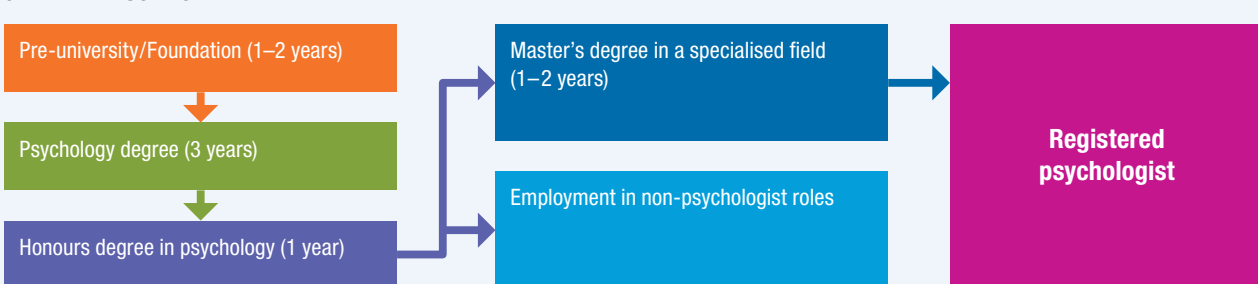 Pre-university/Foundation (1–2 years)
Psychology degree (3 years)
Honours degree in psychology (1 year)
Master’s degree in a specialised field
(1–2 years)
Employment in non-psychologist roles
Registered
psychologist